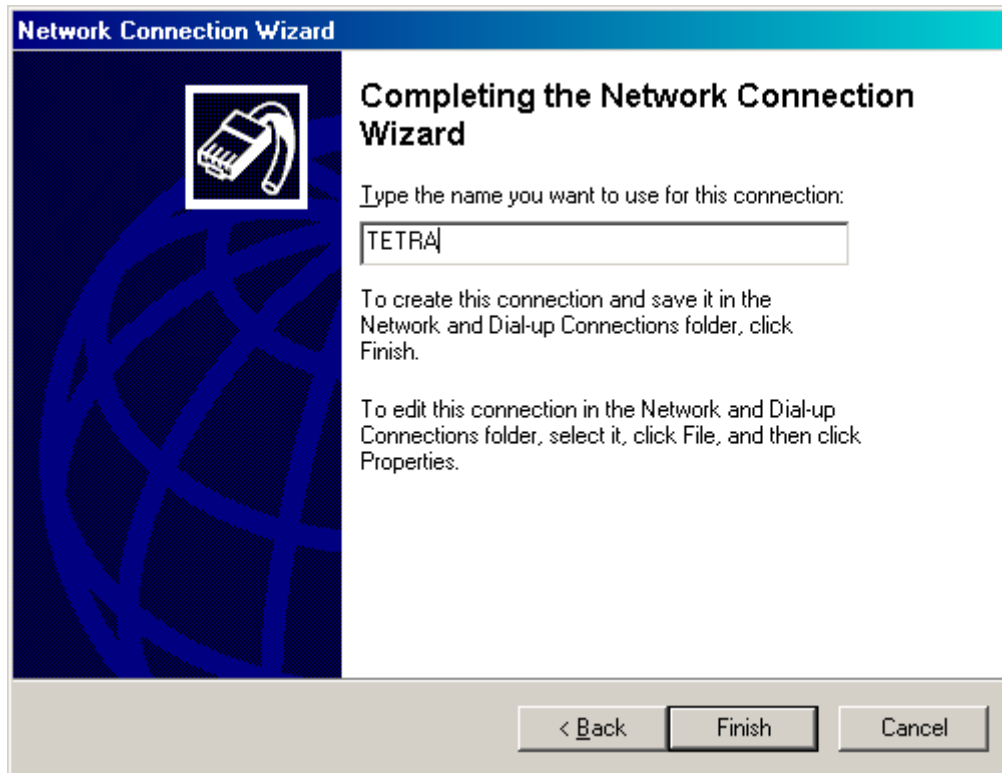 Network Connection Wizard
Completing the Network Connection
Wizard
Type the name you want to use for this connection:
TETRA
To create this connection and save it in the
Network and Dial-up Connections folder, click
Finish.
To edit this connection in the Network and Dial-up
Connections folder, select it, click File, and then click
Properties.
< Back Finish Cancel